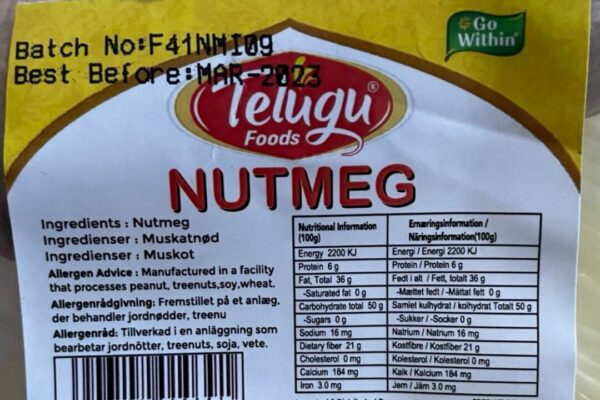 Batch No:F41NMI09
Best Before:MAR-2023
Go
Within
Telugu®
Foods
NUTMEG
Ingredients : Nutmeg
Ingredienser : Muskatnød
Ingredienser : Muskot
Allergen Advice : Manufactured in a facility
that processes peanut, treenuts,soy,wheat.
Allergenrådgivning: Fremstillet på et anlæg,
der behandler jordnødder, treenu
Allergenråd: Tillverkad i en anläggning som
bearbetar jordnötter, treenuts, soja, vete.
Nutritional Information
(100g)
Ernæringsinformation /
Näringsinformation(100g)
Energy 2200 KJ
Energi / Energi 2200 KJ
Protein 6 g
Protein / Protein 6 g
Fat, Total 36 g
Fedt i alt / Fett, totalt 36 g
-Saturated fat 0 g
-Mættet fedt / -Mättat fett 0 g
Carbohydrate total 50 g
Samlet kulhydrat / kolhydrat Totalt 50 g
-Sugars 0 g
-Sukker / -Socker 0 g
Sodium 16 mg
Natrium / Natrium 16 mg
Dietary fiber 21 g
Kostfibre / Kostfiber 21 g
Cholesterol 0 mg
Kolesterol / Kolesterol 0 mg
Calcium 184 mg
Kalk / Kalcium 184 mg
Iron 3.0 mg
Jern / Järn 3.0 mg